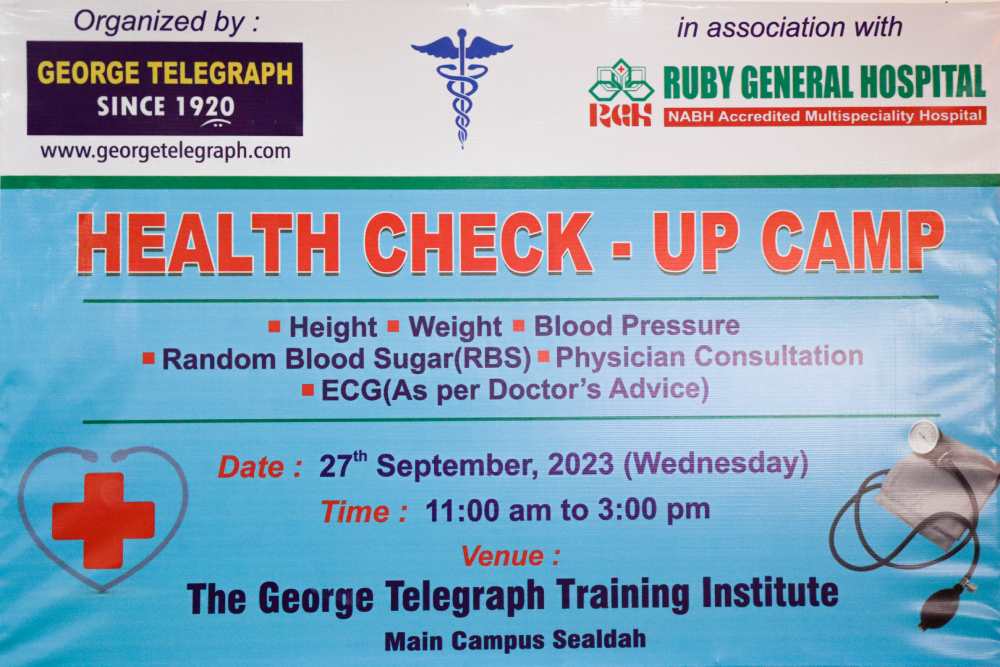 Organized by :
GEORGE TELEGRAPH
SINCE 1920
www.georgetelegraph.com
in association with
RGH
RUBY GENERAL HOSPITAL
NABH Accredited Multispeciality Hospital
HEALTH CHECK - UP CAMP
▪ Height ▪ Weight ▪ Blood Pressure
▪ Random Blood Sugar(RBS) ▪ Physician Consultation
▪ ECG(As per Doctor's Advice)
Date : 27th September, 2023 (Wednesday)
Time : 11:00 am to 3:00 pm
Venue :
The George Telegraph Training Institute
Main Campus Sealdah